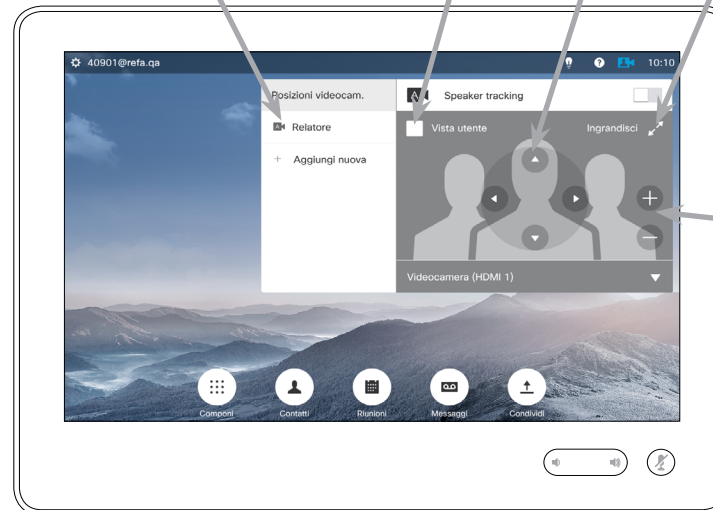 40901@refa.qa
? 10:10
Posizioni videocam.
A Speaker tracking
Relatore
Vista utente
Ingrandisci
+ Aggiungi nuova
Videocamera (HDMI 1)
Componi
Contatti
Riunioni
Messaggi
Condividi